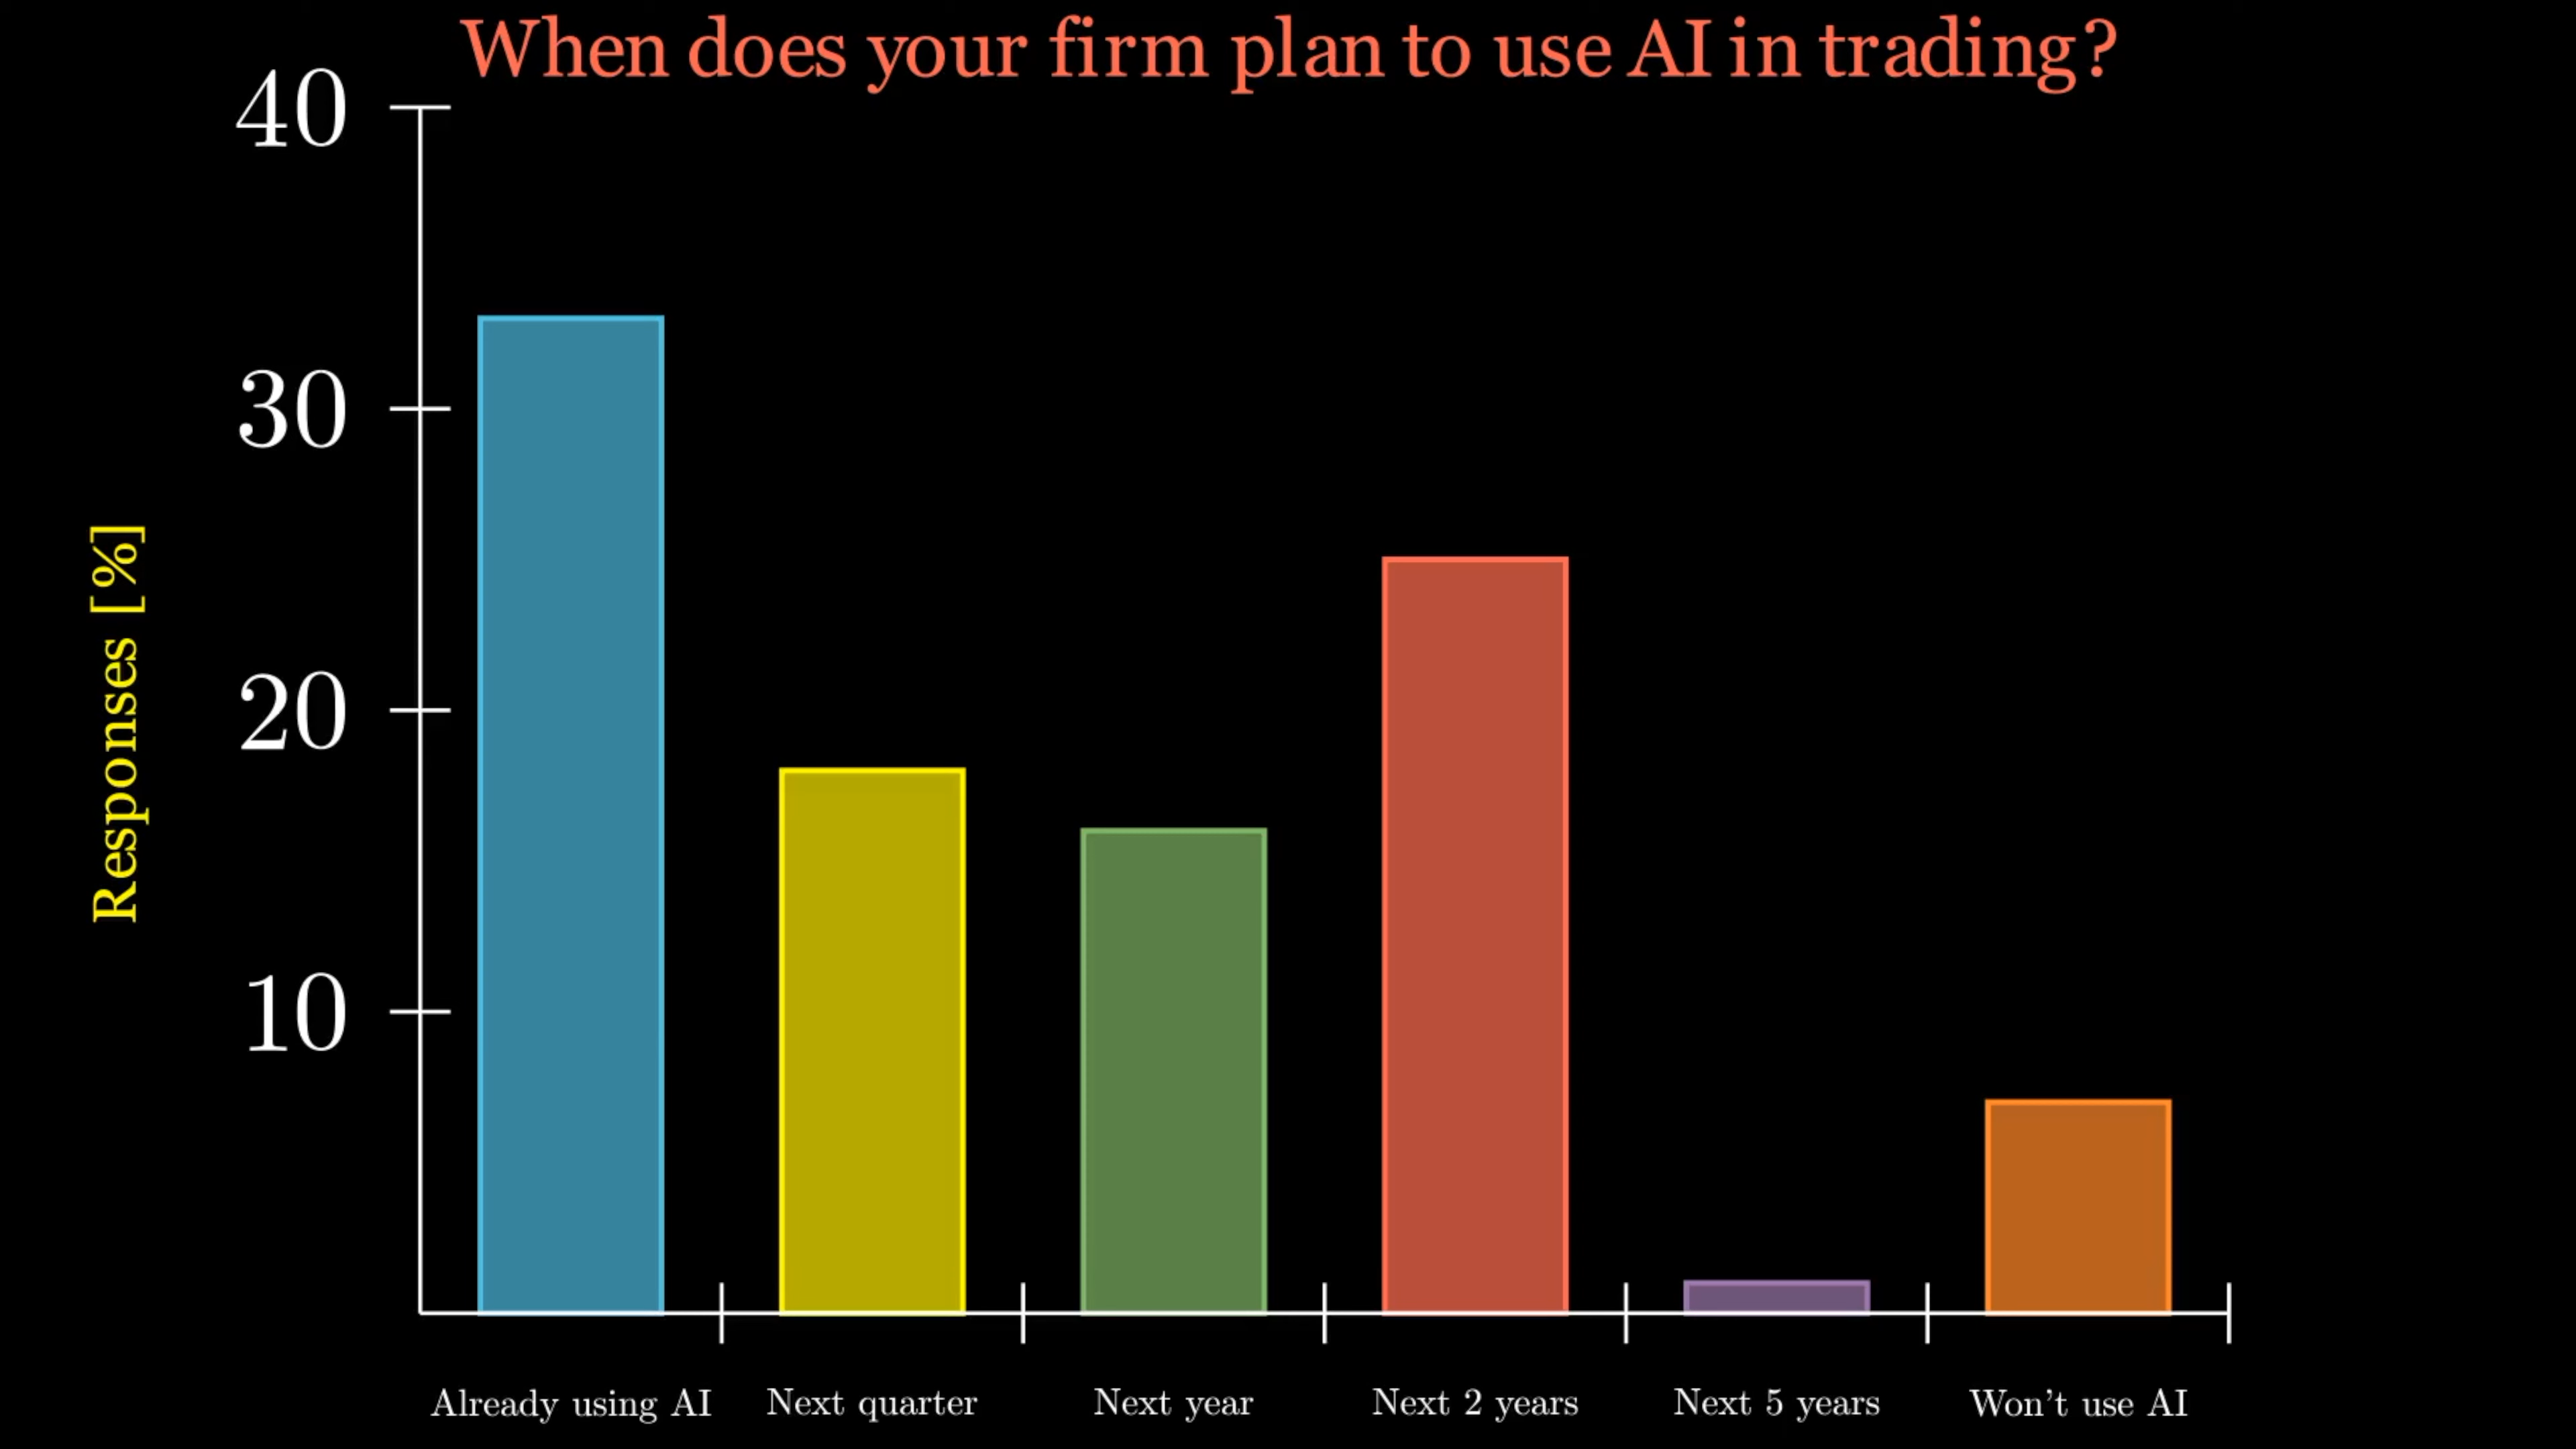 When does your firm plan to use AI in trading?
40
30
20
10
Responses [%]
Already using AI
Next quarter
Next year
Next 2 years
Next 5 years
Won't use AI